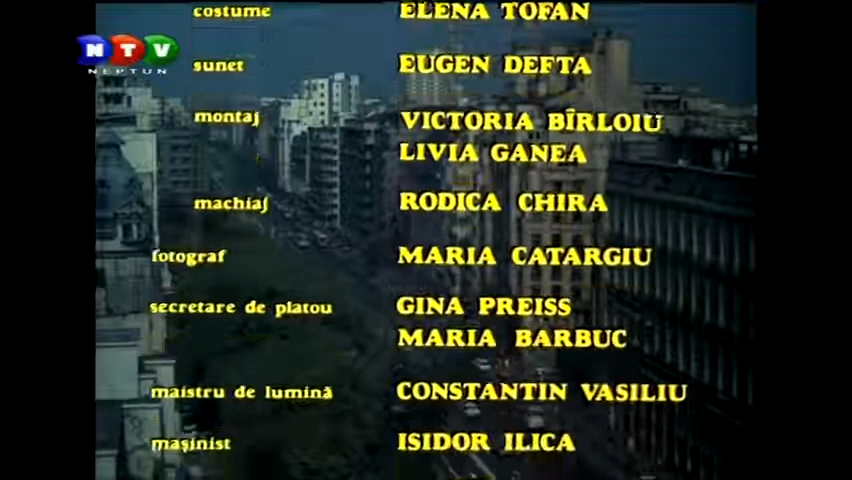 costume ELENA TOFAN
NTV
NEPTUN
sunet EUGEN DEFTA
montaj VICTORIA BÎRLOIU
LIVIA GANEA
machiaj RODICA CHIRA
fotograf MARIA CATARGIU
secretare de platou GINA PREISS
MARIA BARBUC
maistru de lumină CONSTANTIN VASILIU
mașinist ISIDOR ILICA